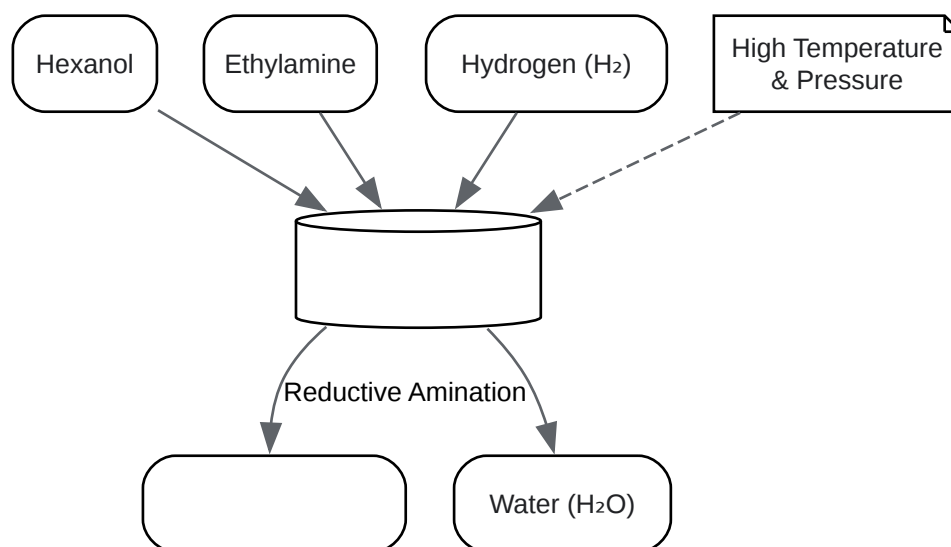 Hexanol
Ethylamine
Hydrogen (H₂)
High Temperature
& Pressure
Reductive Amination
Water (H₂O)